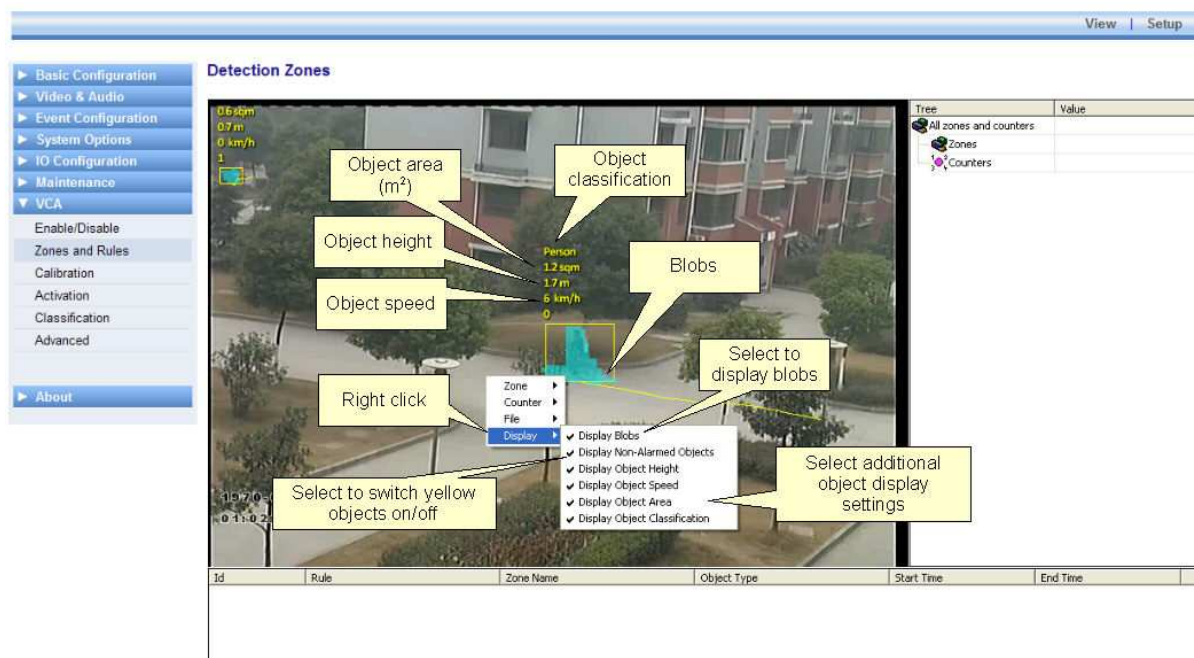 View | Setup
Detection Zones
Basic Configuration
Video & Audio
Event Configuration
System Options
IO Configuration
Maintenance
VCA
Enable/Disable
Zones and Rules
Calibration
Activation
Classification
Advanced
About
0.6 sqm
0.7 m
0 km/h
1
Object area
(m²)
Object
classification
Object height
Object speed
Person
1.2 sqm
1.7 m
6 km/h
0
Blobs
Select to
display blobs
Right click
Zone
Counter
File
Display
Display Blobs
Display Non-Alarmed Objects
Display Object Height
Display Object Speed
Display Object Area
Display Object Classification
Select to switch yellow
objects on/off
Select additional
object display
settings
1970-
01:02
Tree Value
All zones and counters
Zones
Counters
Id Rule Zone Name Object Type Start Time End Time